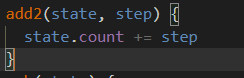 add2(state, step) {
  state.count += step
}